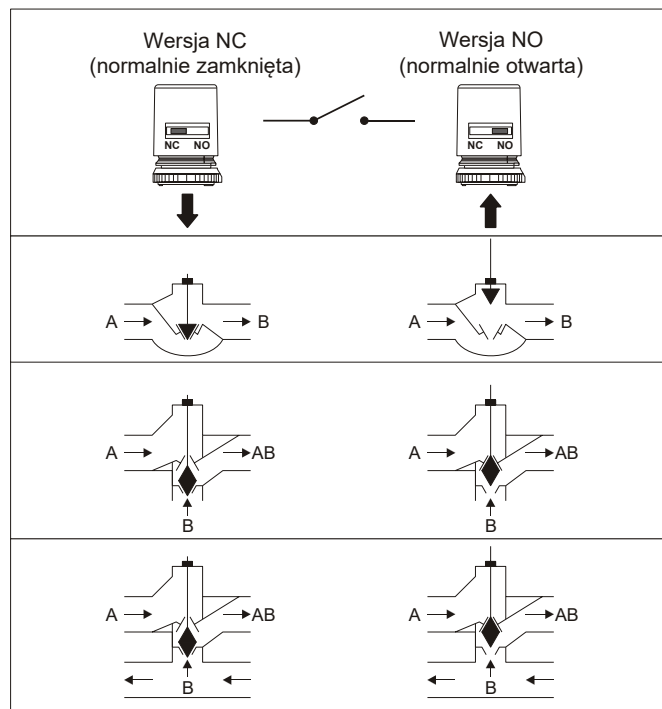 Wersja NC
(normalnie zamknięta)
Wersja NO
(normalnie otwarta)
NC NO
NC NO
A B
A B
A AB
B
A AB
B
A AB
B
A AB
B